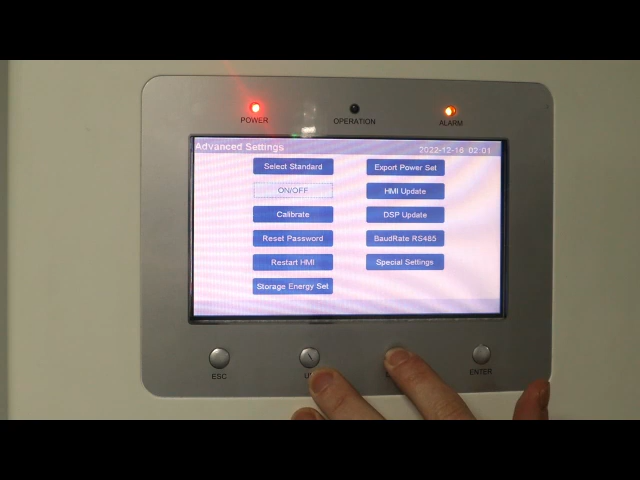 POWER OPERATION ALARM
Advanced Settings 2022-12-16 02 01
Select Standard Export Power Set
ON/OFF HMI Update
Calibrate DSP Update
Reset Password BaudRate RS485
Restart HMI Special Settings
Storage Energy Set
ESC ENTER